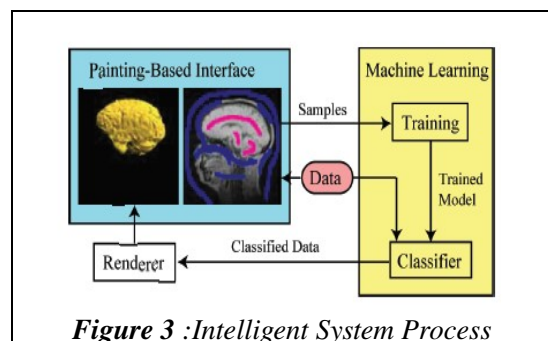 Painting-Based Interface
Machine Learning
Samples
Training
Data
Trained
Model
Classified Data
Renderer
Classifier
Figure 3 :Intelligent System Process